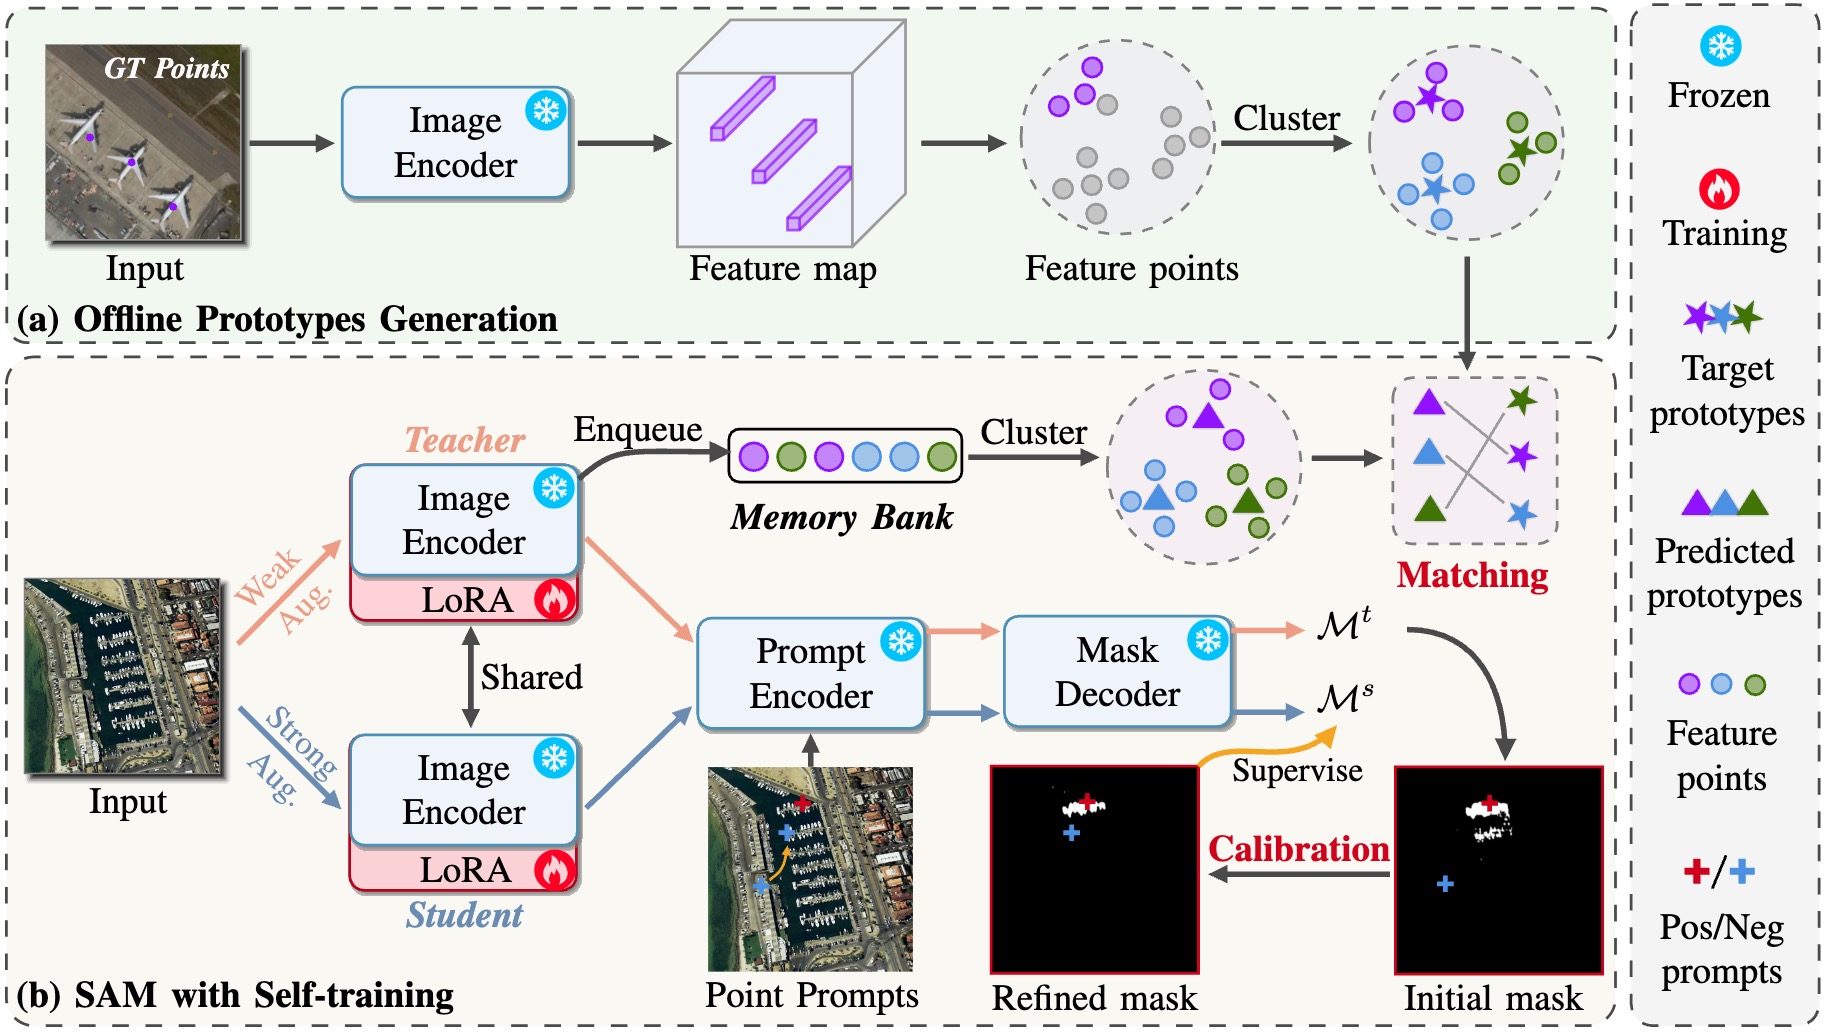 GT Points
Image
Encoder
Cluster
Input
Feature map
Feature points
(a) Offline Prototypes Generation
Teacher
Image
Encoder
LoRA
Enqueue
Memory Bank
Cluster
Matching
Weak
Aug.
Shared
Strong
Aug.
Input
Image
Encoder
LoRA
Student
Prompt
Encoder
Mask
Decoder
ℳᵗ
ℳˢ
Supervise
Calibration
Point Prompts
Refined mask
Initial mask
(b) SAM with Self-training
Frozen
Training
Target
prototypes
Predicted
prototypes
Feature
points
/
Pos/Neg
prompts